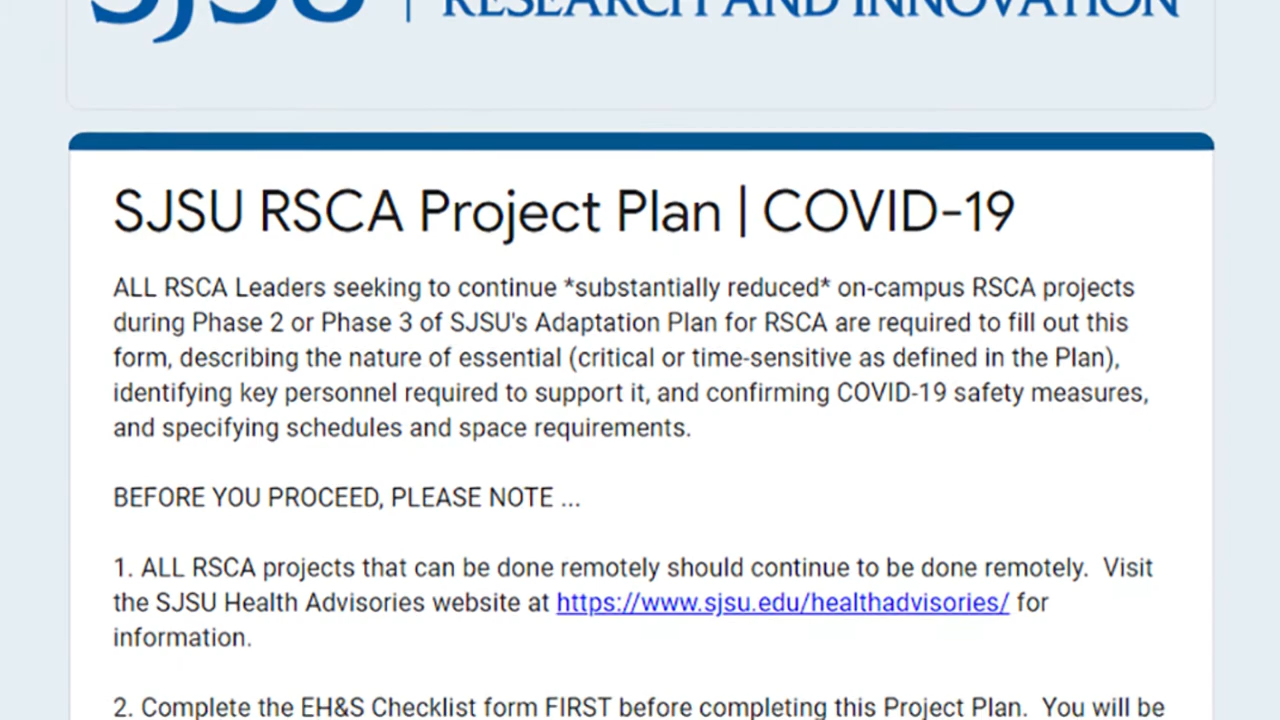 SJSU | RESEARCH AND INNOVATION
SJSU RSCA Project Plan | COVID-19
ALL RSCA Leaders seeking to continue *substantially reduced* on-campus RSCA projects
during Phase 2 or Phase 3 of SJSU's Adaptation Plan for RSCA are required to fill out this
form, describing the nature of essential (critical or time-sensitive as defined in the Plan),
identifying key personnel required to support it, and confirming COVID-19 safety measures,
and specifying schedules and space requirements.
BEFORE YOU PROCEED, PLEASE NOTE ...
1. ALL RSCA projects that can be done remotely should continue to be done remotely.  Visit
the SJSU Health Advisories website at https://www.sjsu.edu/healthadvisories/ for
information.
2. Complete the EH&S Checklist form FIRST before completing this Project Plan.  You will be